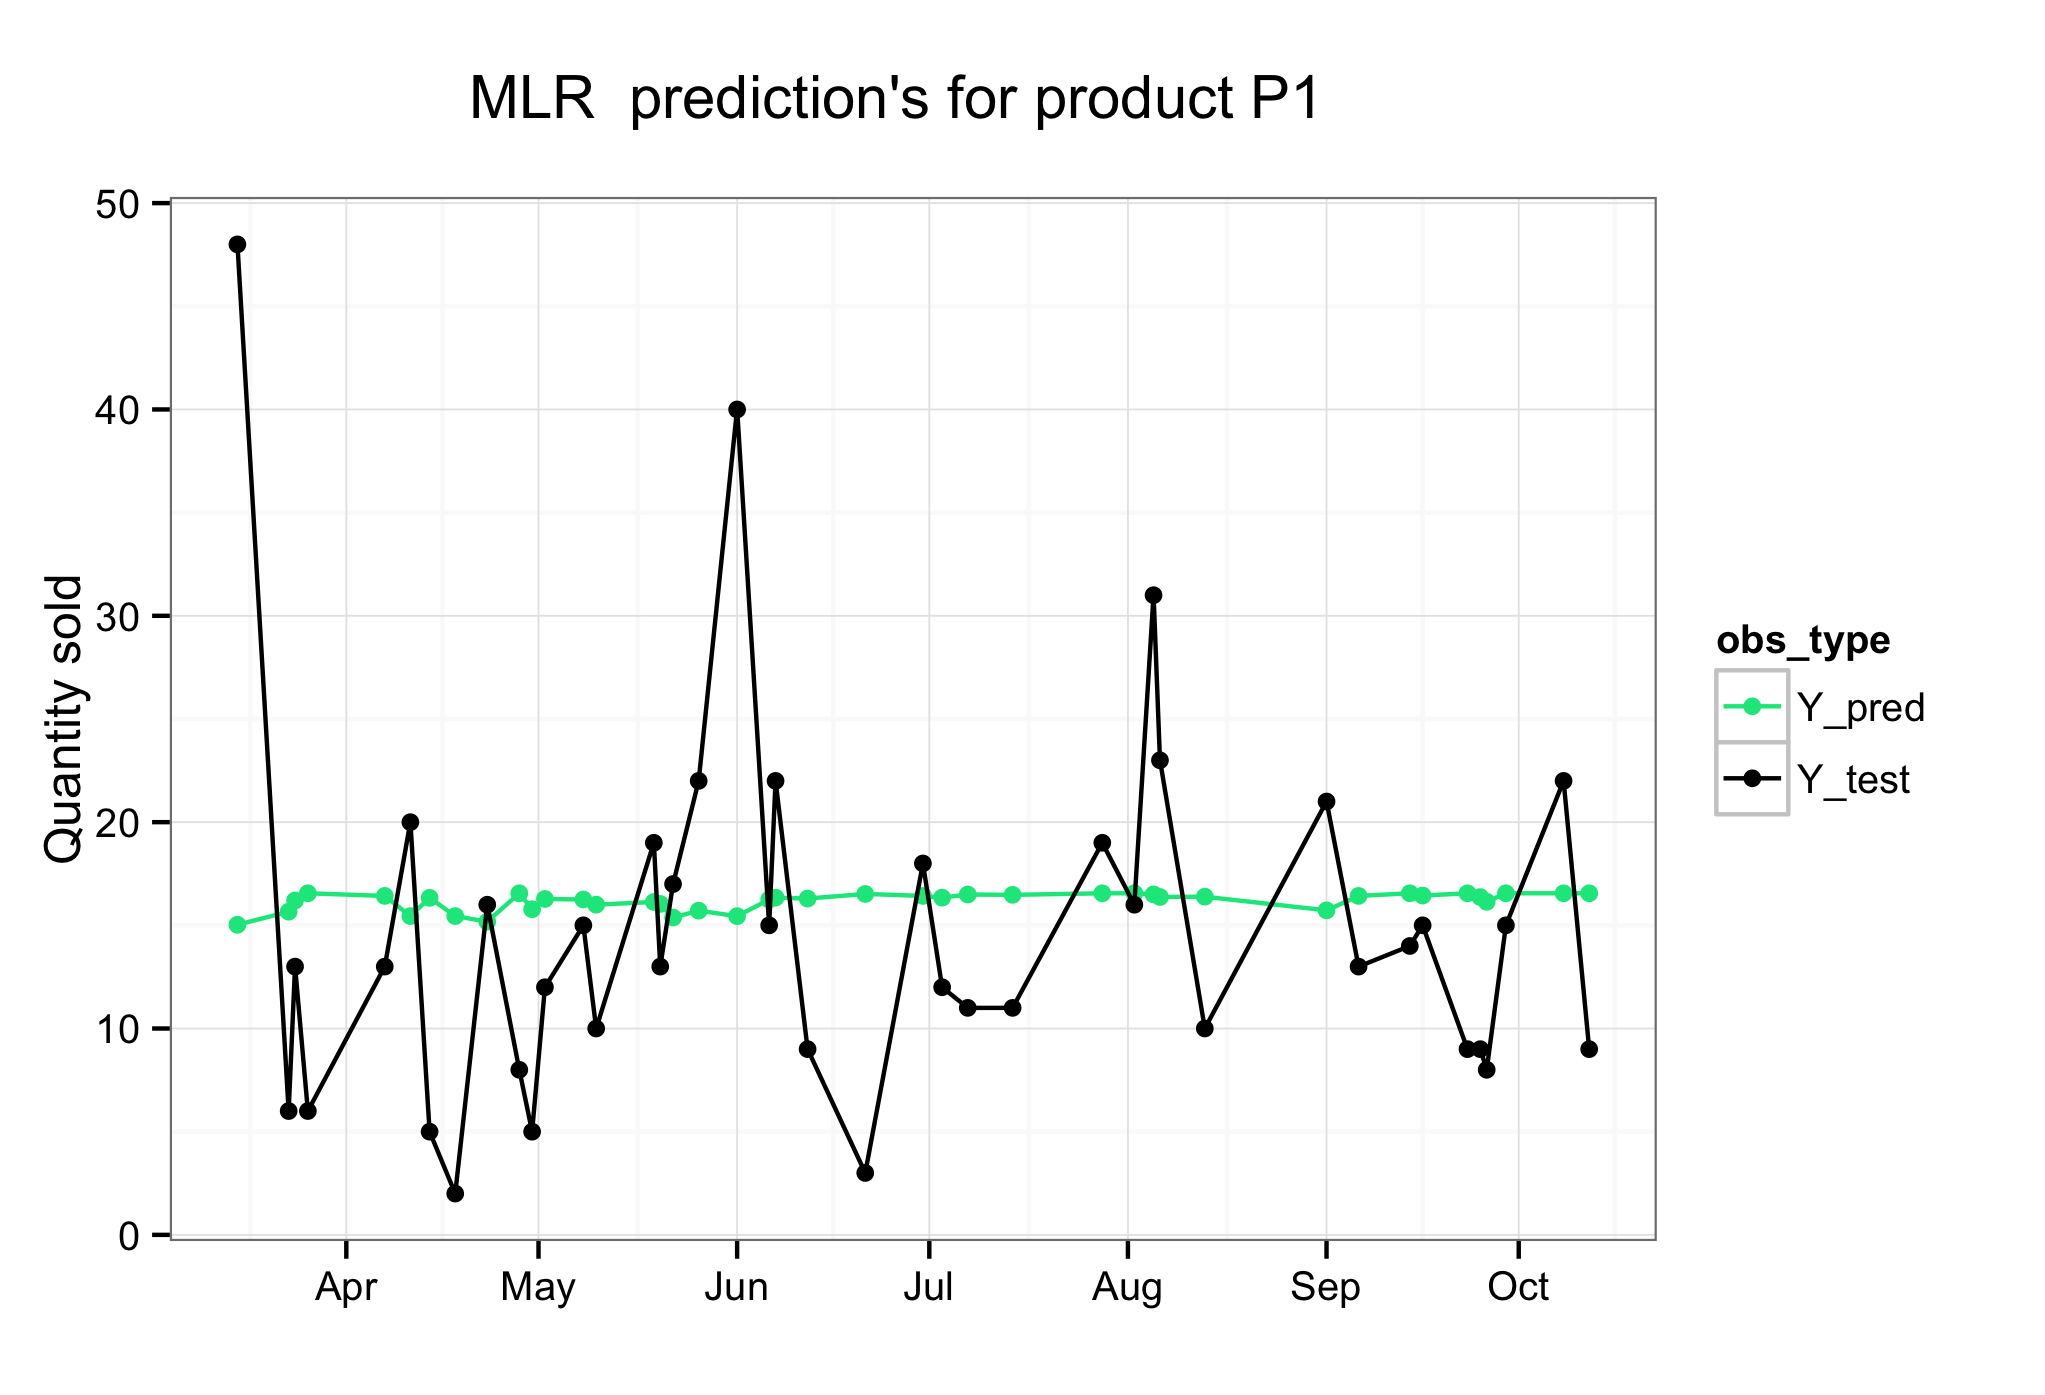 MLR  prediction's for product P1
Quantity sold
50
40
30
20
10
0
Apr May Jun Jul Aug Sep Oct
obs_type
Y_pred
Y_test